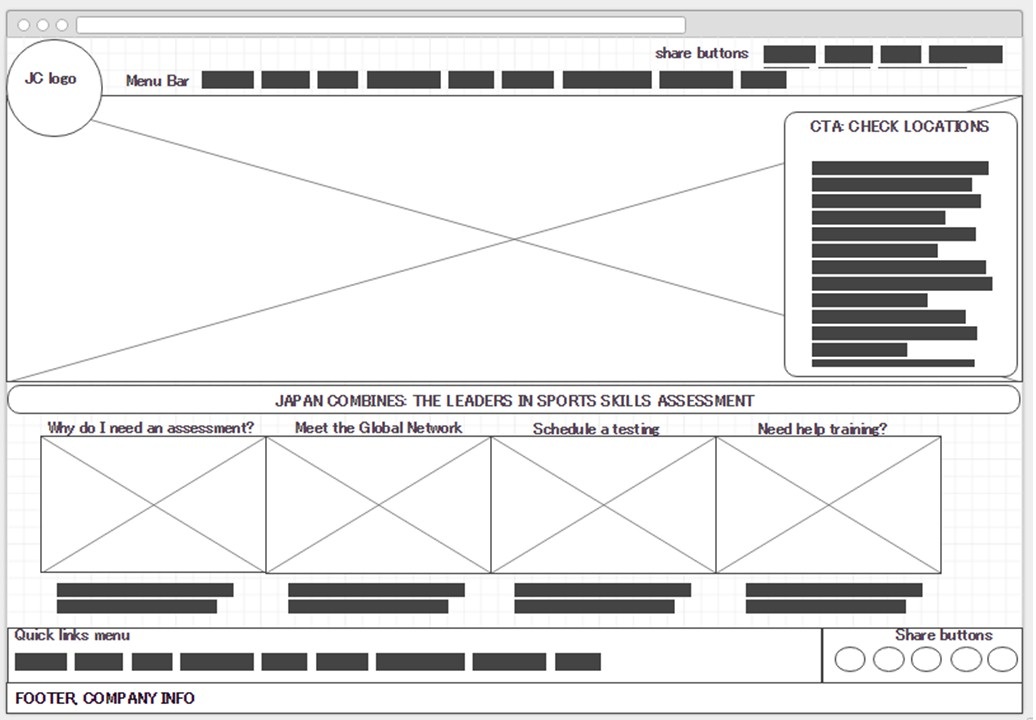 share buttons
JC logo
Menu Bar
CTA: CHECK LOCATIONS
JAPAN COMBINES: THE LEADERS IN SPORTS SKILLS ASSESSMENT
Why do I need an assessment?
Meet the Global Network
Schedule a testing
Need help training?
Quick links menu
Share buttons
FOOTER, COMPANY INFO